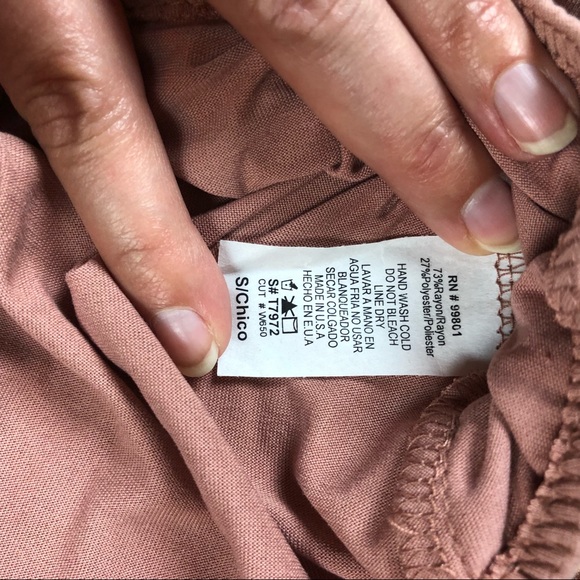 RN # 99801
73%Rayon/Rayon
27%Polyester/Poliester
HAND WASH COLD
DO NOT BLEACH
LINE DRY
LAVAR A MANO EN
AGUA FRIA NO USAR
BLANQUEADOR
SECAR COLGADO
MADE IN U.S.A
HECHO EN E.U.A
S# T7972
CUT # W650
S/Chico